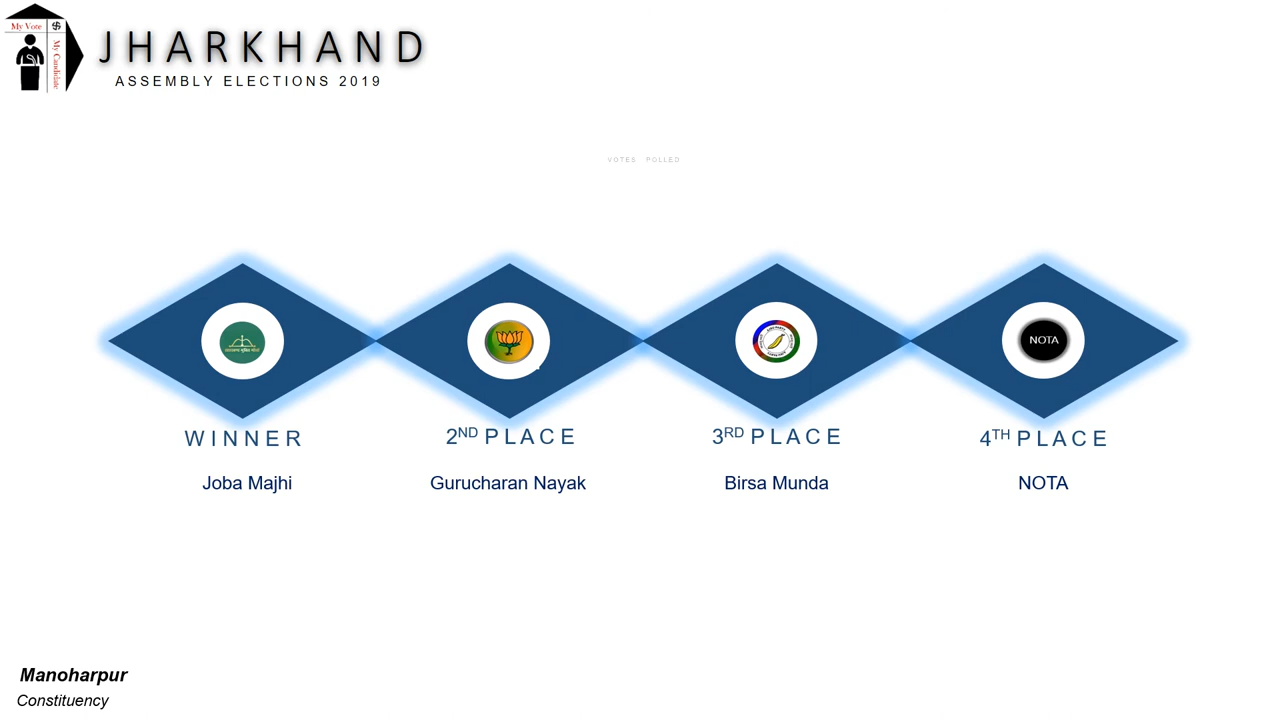 My Vote
My Candidate
JHARKHAND
ASSEMBLY ELECTIONS 2019
VOTES POLLED
झारखण्ड मुक्ति मोर्चा
NOTA
WINNER
2ND PLACE
3RD PLACE
4TH PLACE
Joba Majhi
Gurucharan Nayak
Birsa Munda
NOTA
Manoharpur
Constituency